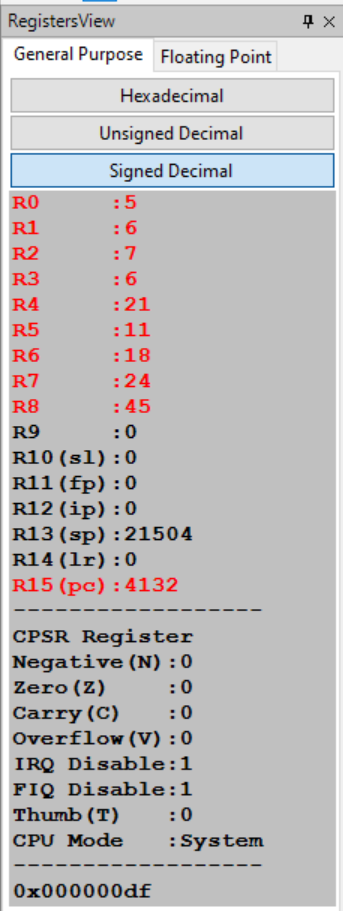 RegistersView
General Purpose Floating Point
Hexadecimal
Unsigned Decimal
Signed Decimal
R0 :5
R1 :6
R2 :7
R3 :6
R4 :21
R5 :11
R6 :18
R7 :24
R8 :45
R9 :0
R10(sl):0
R11(fp):0
R12(ip):0
R13(sp):21504
R14(lr):0
R15(pc):4132
-------------------
CPSR Register
Negative(N):0
Zero(Z) :0
Carry(C) :0
Overflow(V):0
IRQ Disable:1
FIQ Disable:1
Thumb(T) :0
CPU Mode :System
-------------------
0x000000df